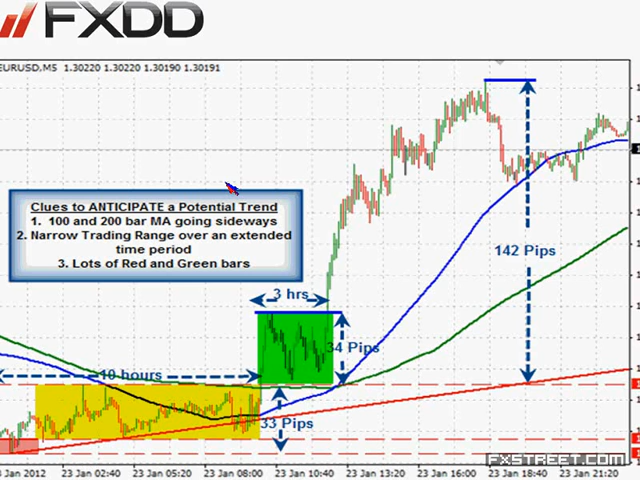 FXDD
EURUSD,M5 1.30220 1.30220 1.30190 1.30191
Clues to ANTICIPATE a Potential Trend
1. 100 and 200 bar MA going sideways
2. Narrow Trading Range over an extended
time period
3. Lots of Red and Green bars
142 Pips
3 hrs
34 Pips
10 hours
33 Pips
FXSTREET.COM
2012
23 Jan 02:40
23 Jan 05:20
23 Jan 08:00
23 Jan 10:40
23 Jan 13:20
23 Jan 16:00
23 Jan 18:40
23 Jan 21:20